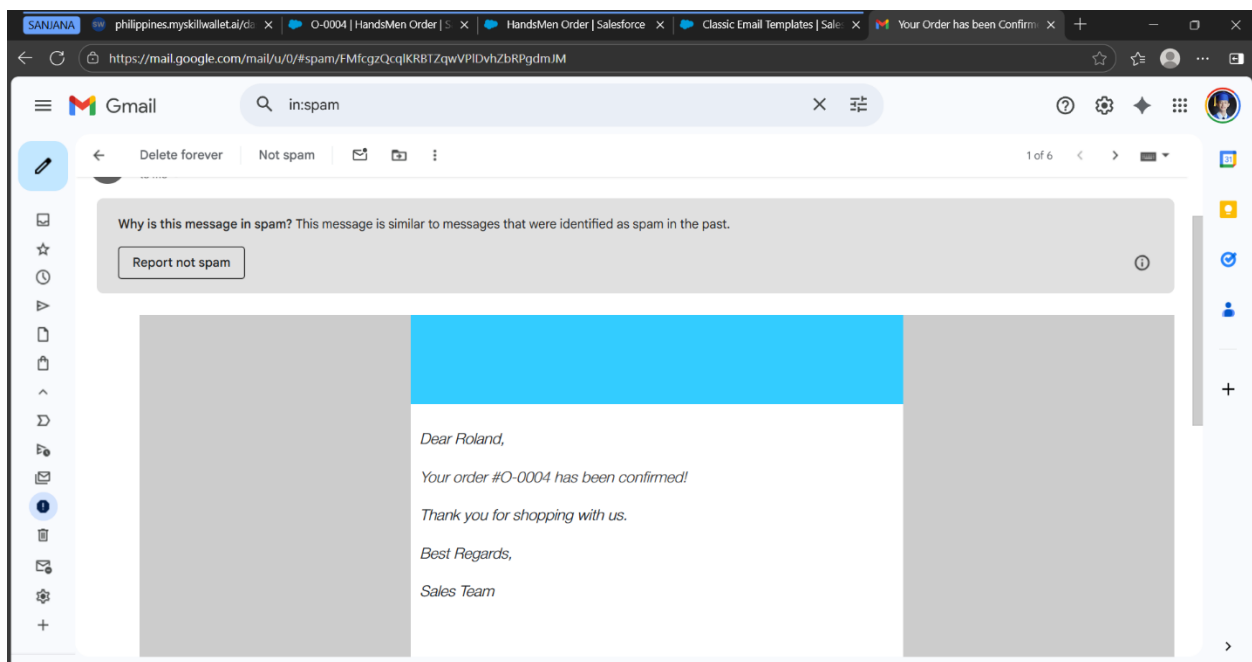 SANJANA
philippines.myskillwallet.ai/da
O-0004 | HandsMen Order | S
HandsMen Order | Salesforce
Classic Email Templates | Sale
Your Order has been Confirm
https://mail.google.com/mail/u/0/#spam/FMfcgzQcqlKRBTZqwVPlDvhZbRPgdmJM
Gmail
in:spam
Delete forever
Not spam
1 of 6
Why is this message in spam? This message is similar to messages that were identified as spam in the past.
Report not spam
31
Dear Roland,
Your order #O-0004 has been confirmed!
Thank you for shopping with us.
Best Regards,
Sales Team